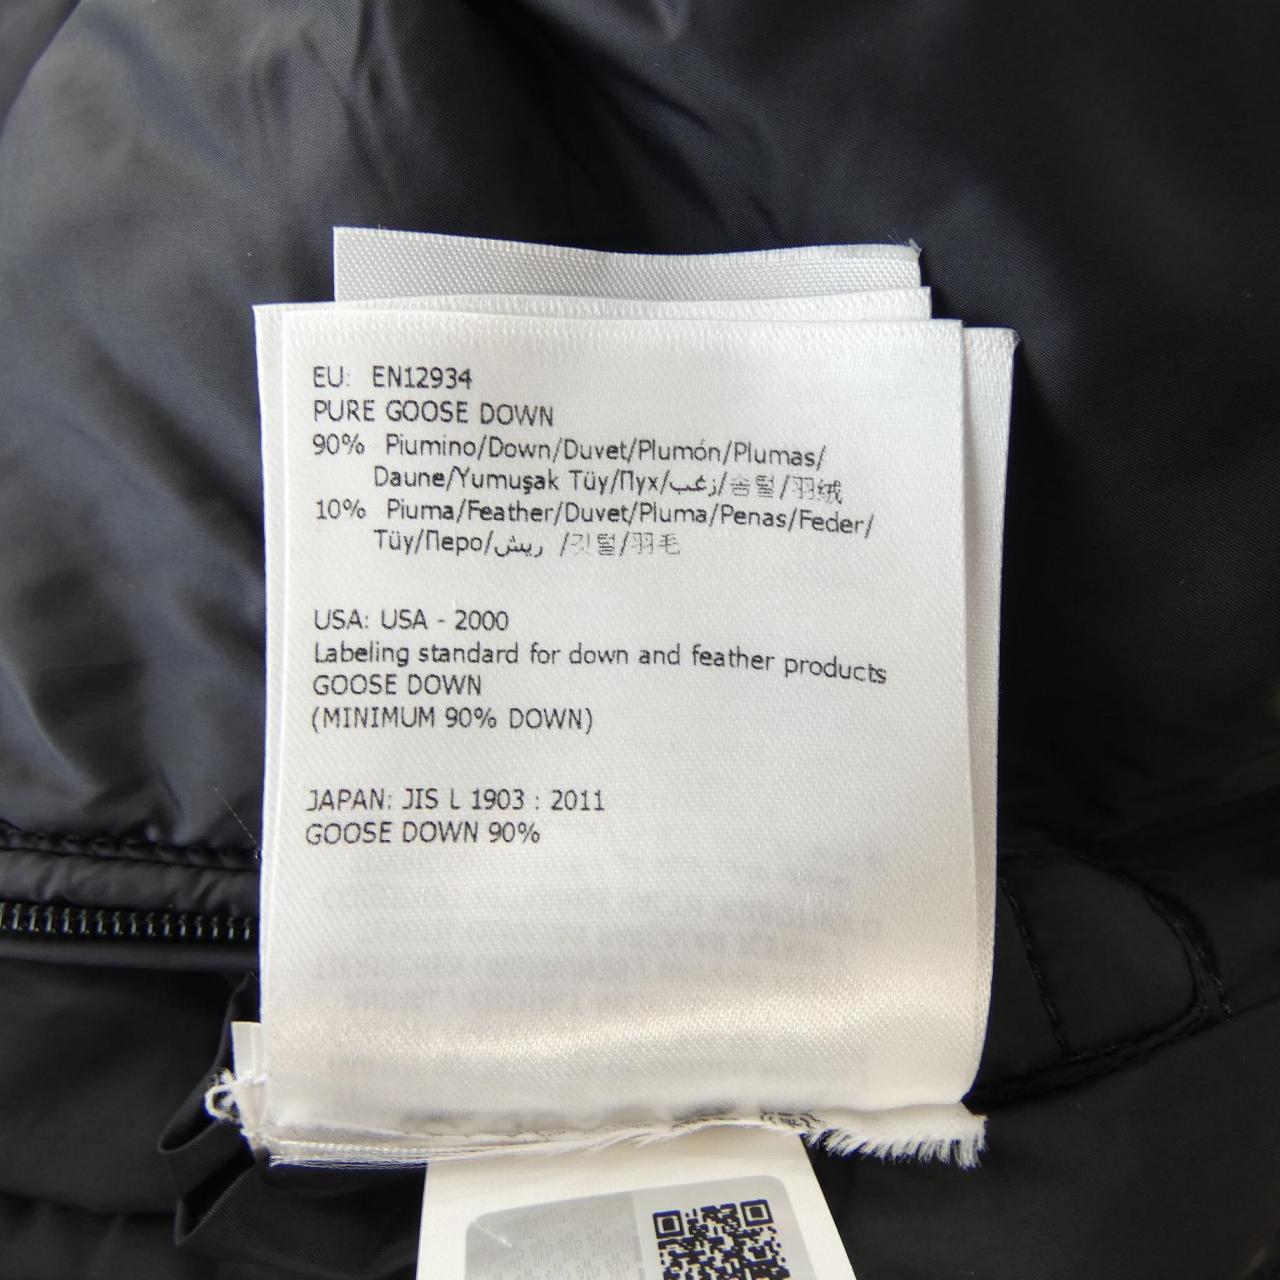 EU: EN12934
PURE GOOSE DOWN
90% Piumino/Down/Duvet/Plumón/Plumas/
Daune/Yumuşak Tüy/Пух/زغب/솜털/羽绒
10% Piuma/Feather/Duvet/Pluma/Penas/Feder/
Tüy/Перо/ريش /깃털/羽毛
USA: USA - 2000
Labeling standard for down and feather products
GOOSE DOWN
(MINIMUM 90% DOWN)
JAPAN: JIS L 1903 : 2011
GOOSE DOWN 90%